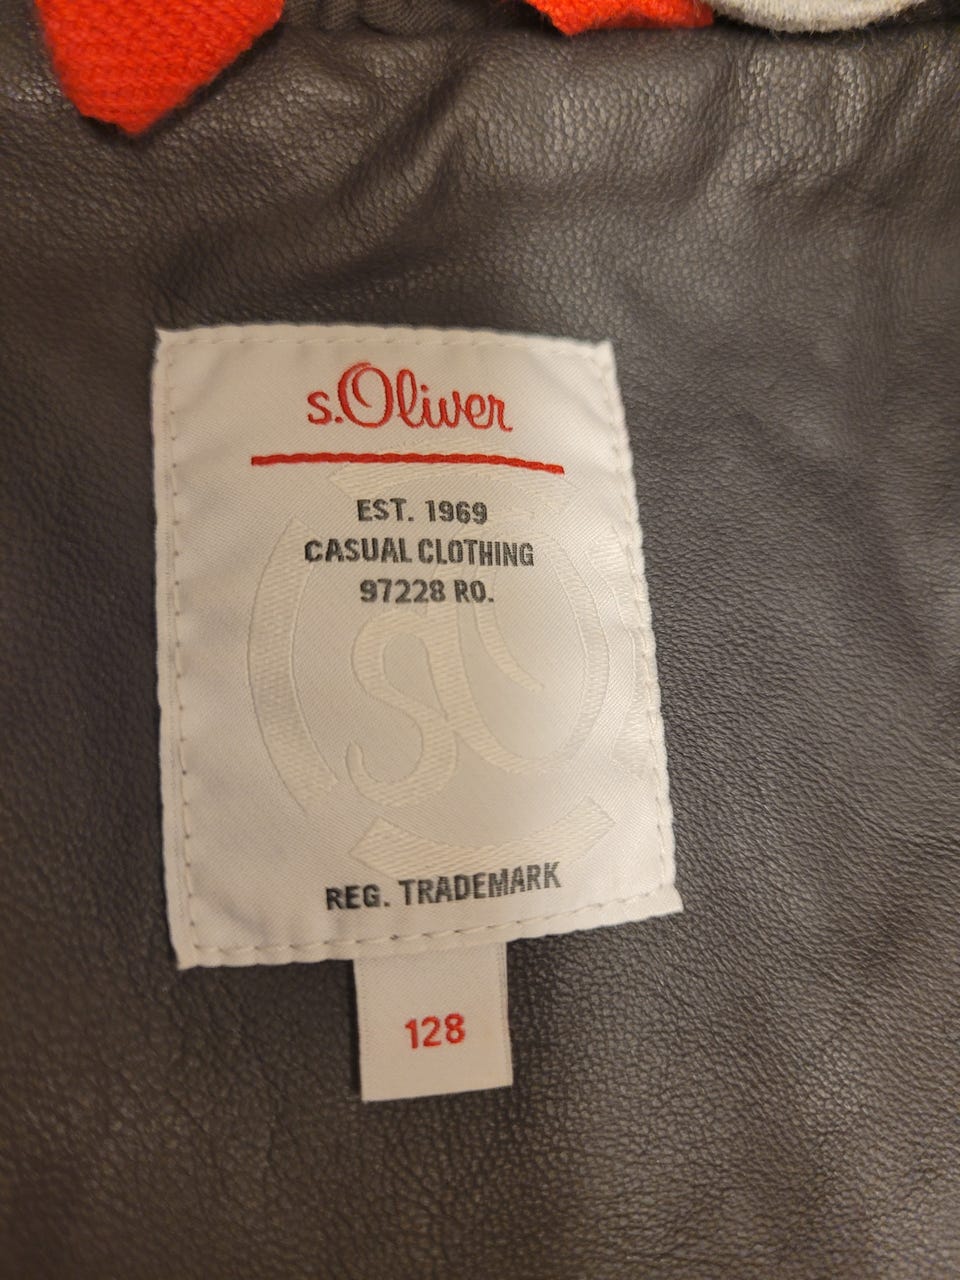 s.Oliver
EST. 1969
CASUAL CLOTHING
97228 RO.
REG. TRADEMARK
128